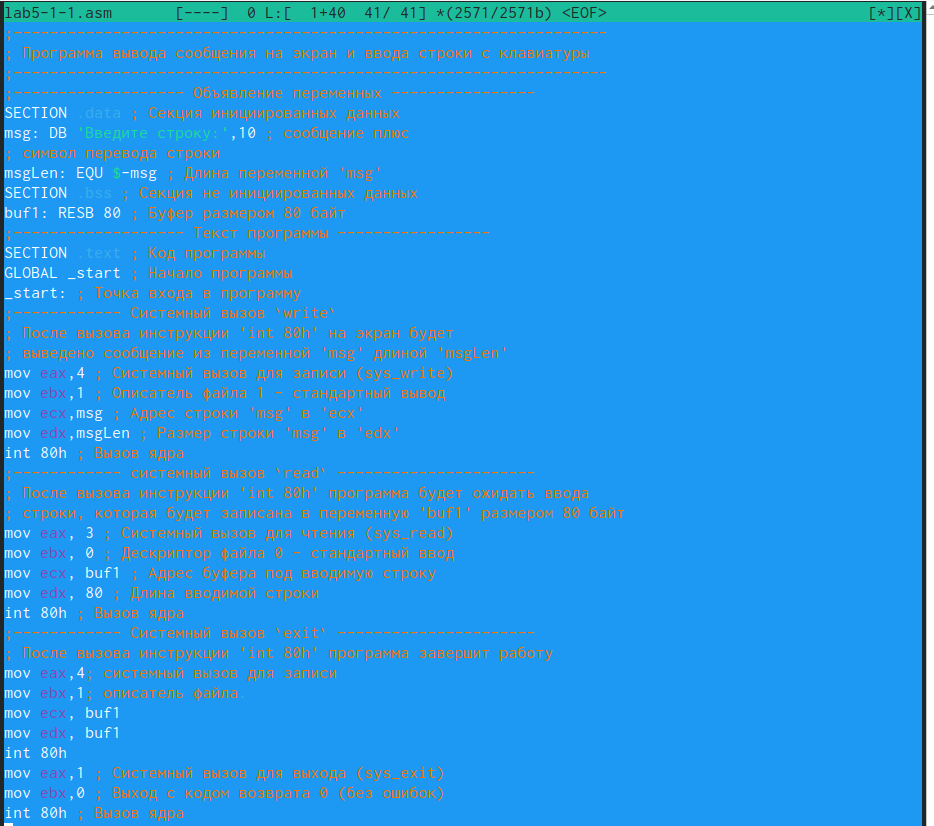 lab5-1-1.asm [----] 0 L:[ 1+40 41/ 41] *(2571/2571b) <EOF> [*][X]
;------------------------------------------------------------------
; Программа вывода сообщения на экран и ввода строки с клавиатуры
;------------------------------------------------------------------
;------------------- Объявление переменных ----------------
SECTION .data ; Секция инициированных данных
msg: DB 'Введите строку:',10 ; сообщение плюс
; символ перевода строки
msgLen: EQU $-msg ; Длина переменной 'msg'
SECTION .bss ; Секция не инициированных данных
buf1: RESB 80 ; Буфер размером 80 байт
;------------------- Текст программы -----------------
SECTION .text ; Код программы
GLOBAL _start ; Начало программы
_start: ; Точка входа в программу
;------------ Системный вызов `write`
; После вызова инструкции 'int 80h' на экран будет
; выведено сообщение из переменной 'msg' длиной 'msgLen'
mov eax,4 ; Системный вызов для записи (sys_write)
mov ebx,1 ; Описатель файла 1 - стандартный вывод
mov ecx,msg ; Адрес строки 'msg' в 'ecx'
mov edx,msgLen ; Размер строки 'msg' в 'edx'
int 80h ; Вызов ядра
;------------ системный вызов `read` ----------------------
; После вызова инструкции 'int 80h' программа будет ожидать ввода
; строки, которая будет записана в переменную 'buf1' размером 80 байт
mov eax, 3 ; Системный вызов для чтения (sys_read)
mov ebx, 0 ; Дескриптор файла 0 - стандартный ввод
mov ecx, buf1 ; Адрес буфера под вводимую строку
mov edx, 80 ; Длина вводимой строки
int 80h ; Вызов ядра
;------------ Системный вызов `exit` ----------------------
; После вызова инструкции 'int 80h' программа завершит работу
mov eax,4; системный вызов для записи
mov ebx,1; описатель файла.
mov ecx, buf1
mov edx, buf1
int 80h
mov eax,1 ; Системный вызов для выхода (sys_exit)
mov ebx,0 ; Выход с кодом возврата 0 (без ошибок)
int 80h ; Вызов ядра